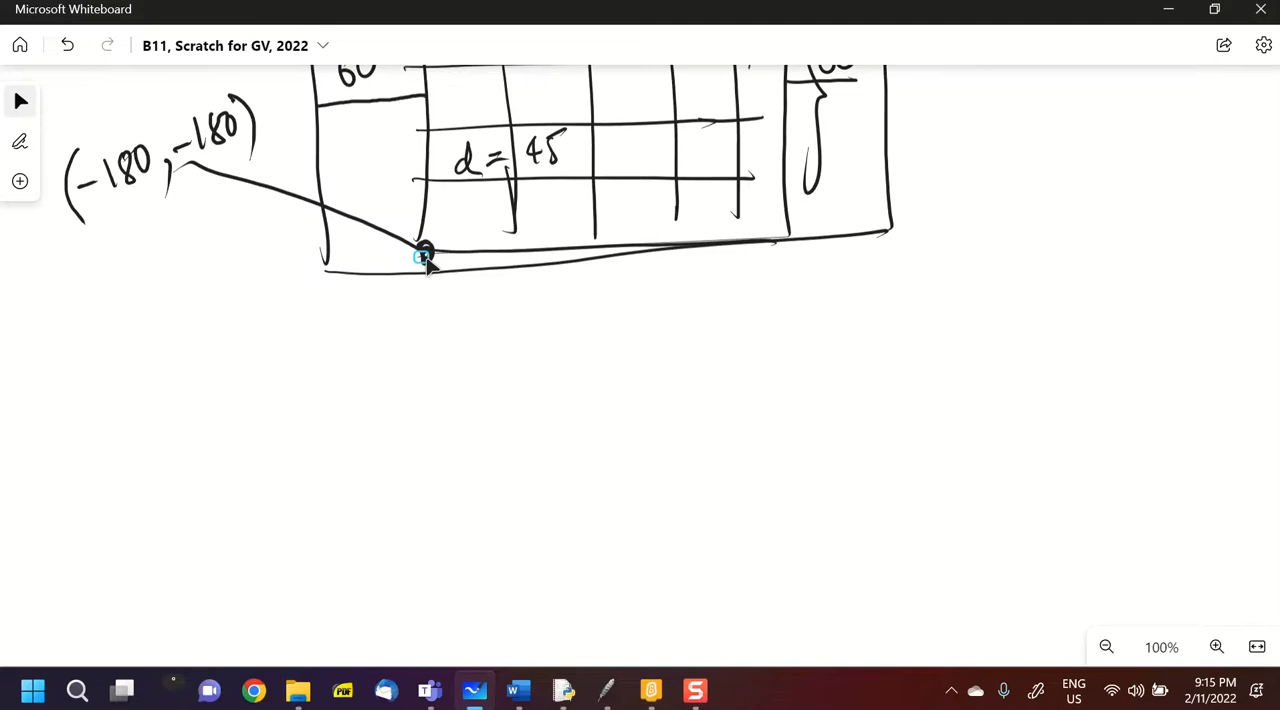 Microsoft Whiteboard
B11, Scratch for GV, 2022
60
(-180, -180)
d = 45
100%
ENG
US
9:15 PM
2/11/2022
PDF
W
S